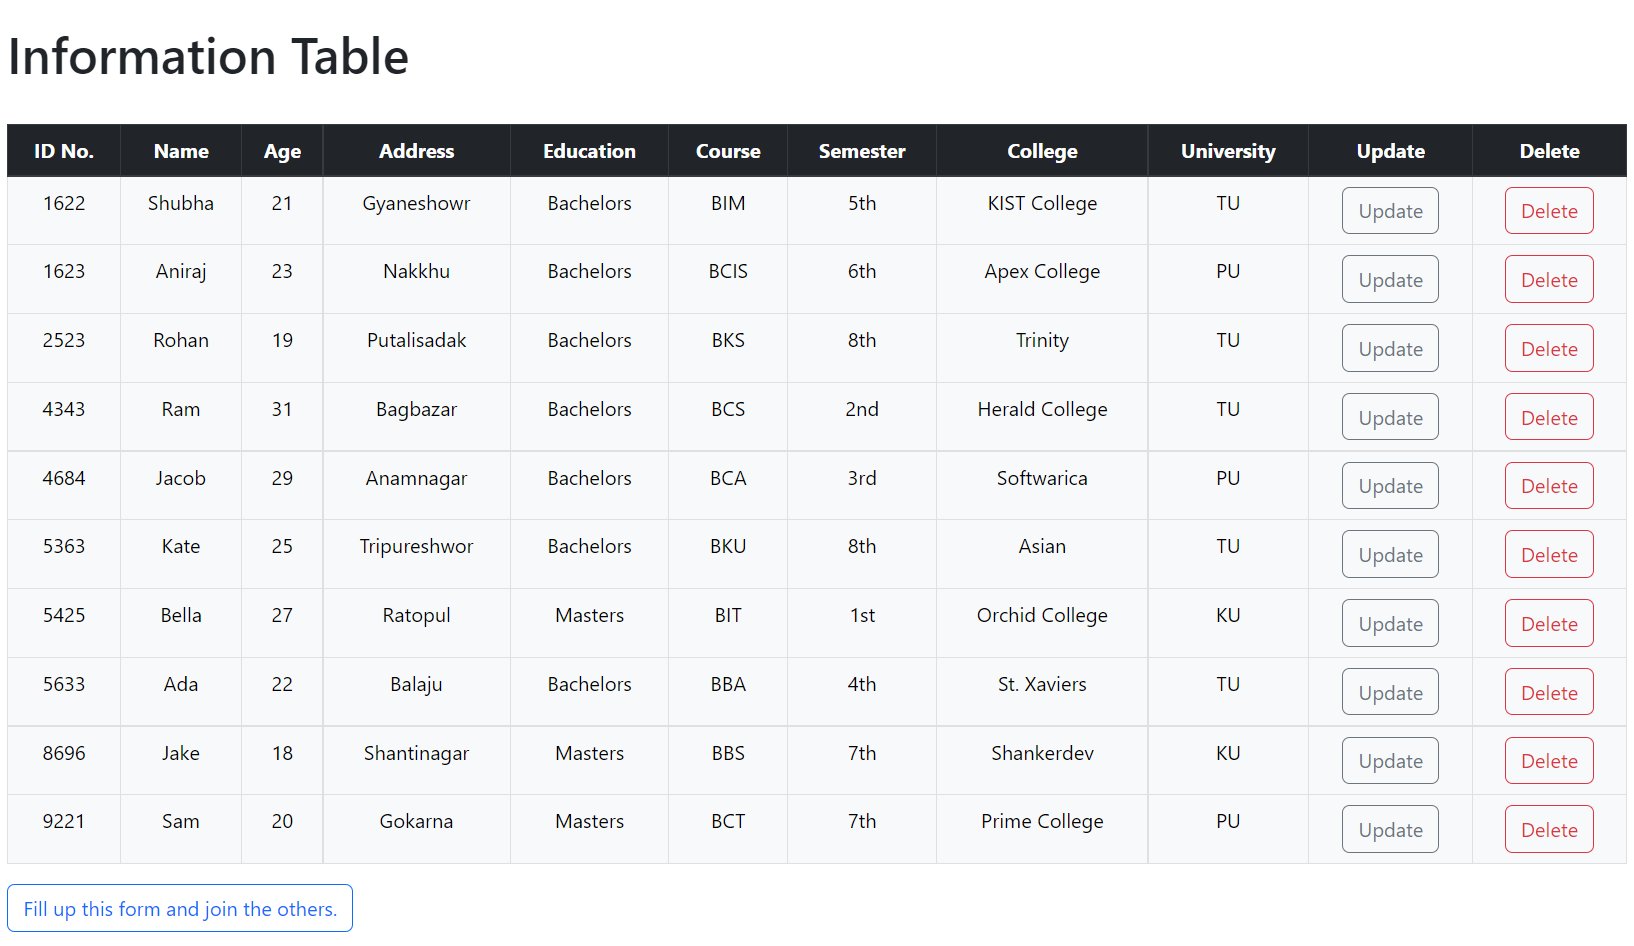 Information Table
ID No. Name Age Address Education Course Semester College University Update Delete
1622 Shubha 21 Gyaneshowr Bachelors BIM 5th KIST College TU Update Delete
1623 Aniraj 23 Nakkhu Bachelors BCIS 6th Apex College PU Update Delete
2523 Rohan 19 Putalisadak Bachelors BKS 8th Trinity TU Update Delete
4343 Ram 31 Bagbazar Bachelors BCS 2nd Herald College TU Update Delete
4684 Jacob 29 Anamnagar Bachelors BCA 3rd Softwarica PU Update Delete
5363 Kate 25 Tripureshwor Bachelors BKU 8th Asian TU Update Delete
5425 Bella 27 Ratopul Masters BIT 1st Orchid College KU Update Delete
5633 Ada 22 Balaju Bachelors BBA 4th St. Xaviers TU Update Delete
8696 Jake 18 Shantinagar Masters BBS 7th Shankerdev KU Update Delete
9221 Sam 20 Gokarna Masters BCT 7th Prime College PU Update Delete
Fill up this form and join the others.